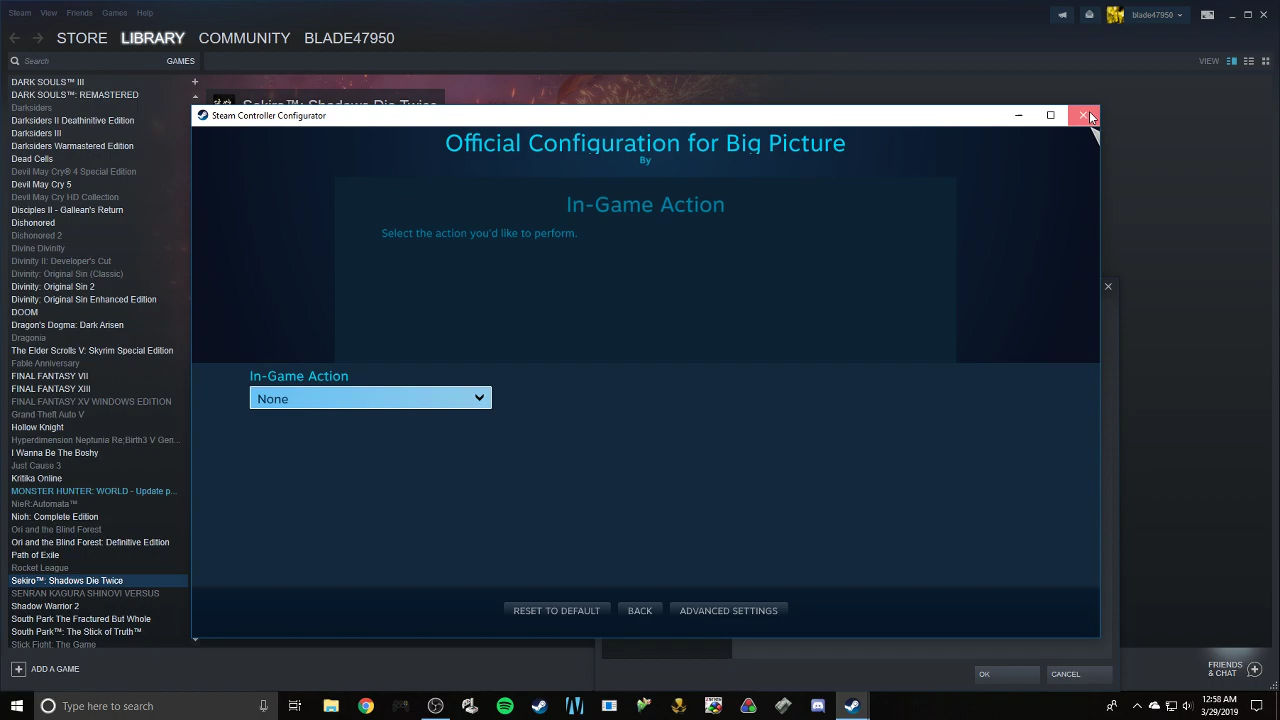 Steam View Friends Games Help
blade47950
STORE LIBRARY COMMUNITY BLADE47950
Search GAMES VIEW
DARK SOULS™ III
DARK SOULS™: REMASTERED
Darksiders
Darksiders II Deathinitive Edition
Darksiders III
Darksiders Warmastered Edition
Dead Cells
Devil May Cry® 4 Special Edition
Devil May Cry 5
Devil May Cry HD Collection
Disciples II - Gallean's Return
Dishonored
Dishonored 2
Divine Divinity
Divinity II: Developer's Cut
Divinity: Original Sin (Classic)
Divinity: Original Sin 2
Divinity: Original Sin Enhanced Edition
DOOM
Dragon's Dogma: Dark Arisen
Dragonia
The Elder Scrolls V: Skyrim Special Edition
Fable Anniversary
FINAL FANTASY VII
FINAL FANTASY XIII
FINAL FANTASY XV WINDOWS EDITION
Grand Theft Auto V
Hollow Knight
Hyperdimension Neptunia Re;Birth3 V Gen...
I Wanna Be The Boshy
Just Cause 3
Kritika Online
MONSTER HUNTER: WORLD - Update p...
NieR:Automata™
Nioh: Complete Edition
Ori and the Blind Forest
Ori and the Blind Forest: Definitive Edition
Path of Exile
Rocket League
Sekiro™: Shadows Die Twice
SENRAN KAGURA SHINOVI VERSUS
Shadow Warrior 2
South Park The Fractured But Whole
South Park™: The Stick of Truth™
Stick Fight: The Game
Sekiro™: Shadows Die Twice
Steam Controller Configurator
Official Configuration for Big Picture
By
In-Game Action
Select the action you'd like to perform.
In-Game Action
None
RESET TO DEFAULT BACK ADVANCED SETTINGS
OK CANCEL
ADD A GAME
FRIENDS
& CHAT
Type here to search
12:58 AM
3/29/2019